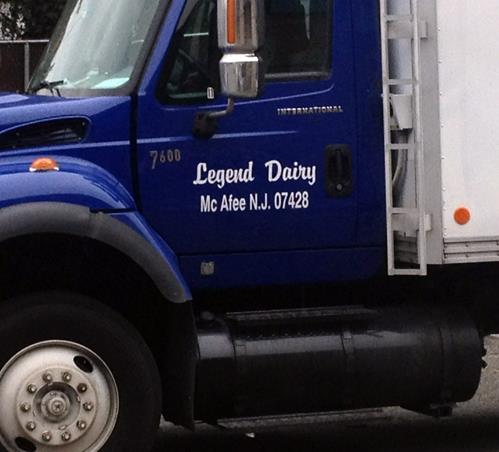 INTERNATIONAL
7600
Legend Dairy
Mc Afee N.J. 07428